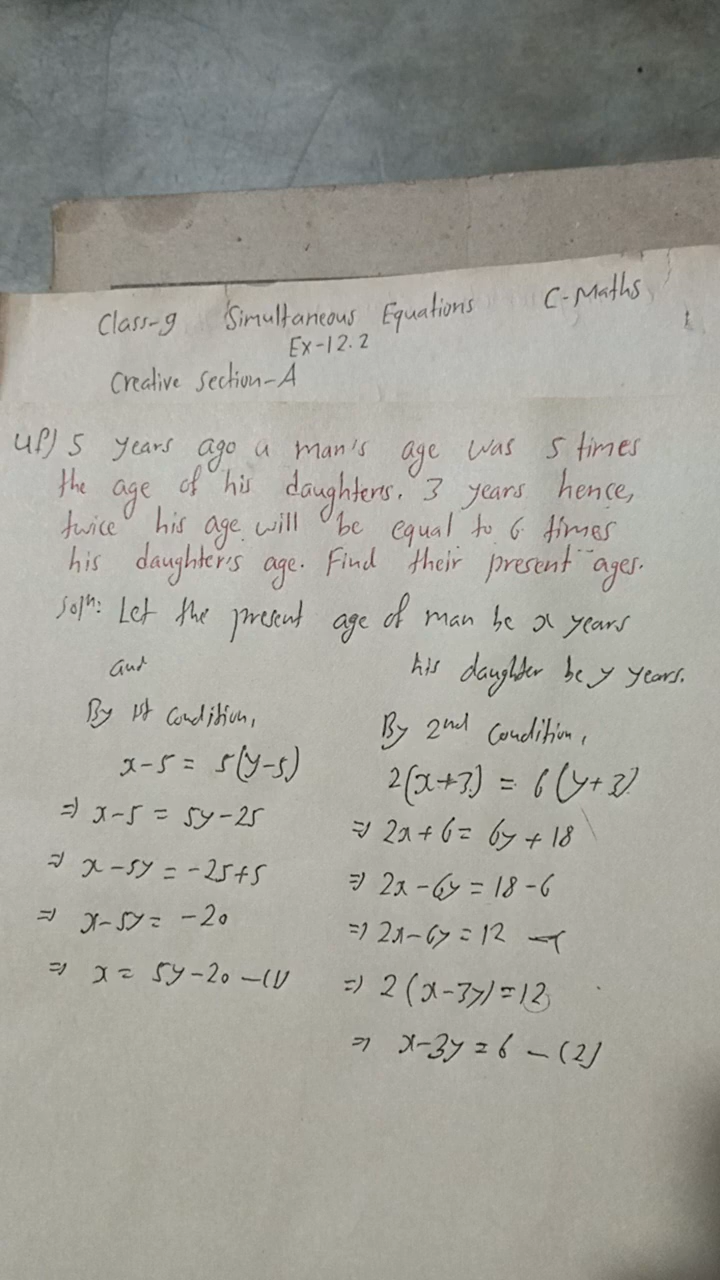 Class-9 Simultaneous Equations C-Maths
Ex-12.2
Creative Section-A
4f) 5 years ago a man's age was 5 times
the age of his daughters. 3 years hence,
twice his age will be equal to 6 times
his daughter's age. Find their present ages.
Solⁿ: Let the present age of man be x years
and his daughter be y years.
By 1st Condition,
x-5 = 5(y-5)
⇒ x-5 = 5y-25
⇒ x-5y = -25+5
⇒ x-5y = -20
⇒ x = 5y-20 -(1)
By 2nd Condition,
2(x+3) = 6(y+3)
⇒ 2x+6 = 6y+18
⇒ 2x-6y = 18-6
⇒ 2x-6y = 12
⇒ 2(x-3y)=12
⇒ x-3y = 6 -(2)